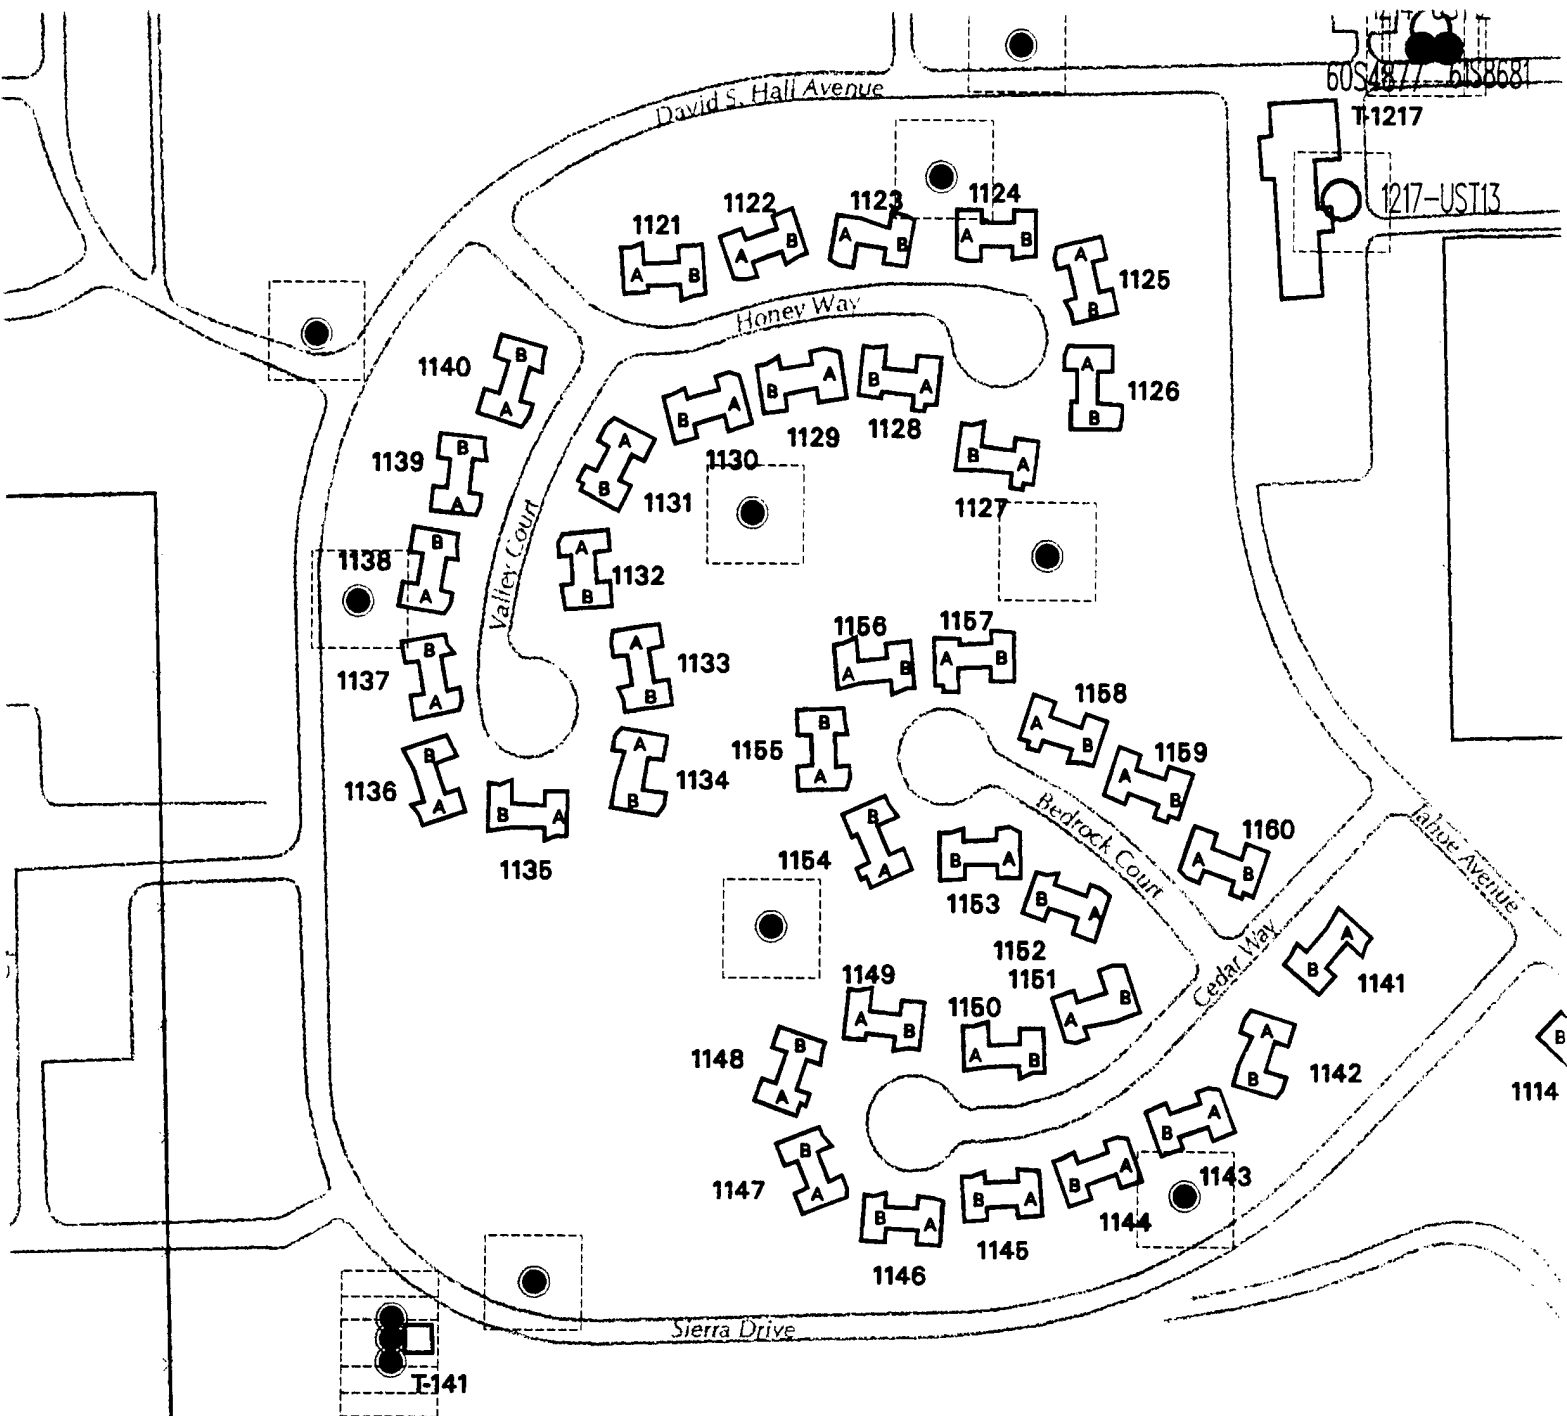 60S4877 61S8681
David S. Hall Avenue
T-1217
1217-UST13
1124
1123
1122
1121
A B
A B
A B
A B
A
B
1125
Honey Way
1140
B
A
B A
B A
B A
A
B
1126
1139
B
A
A
B
1131
1130
1129
1128
B A
1127
1138
B
A
Valley Court
A
B
1132
1137
B
A
A
B
1133
1156
A B
1157
A B
1136
B
A
B A
1135
A
B
1134
1155
B
A
1158
A B
1159
A B
1160
A B
Bedrock Court
Tahoe Avenue
1154
B
A
B A
1153
B A
1152
1151
A B
Cedar Way
A
B
1141
1149
A B
1150
A B
1148
B
A
A
B
1142
B
1114
1147
B
A
B A
1146
B A
1145
B A
1144
B A
1143
Sierra Drive
T-141